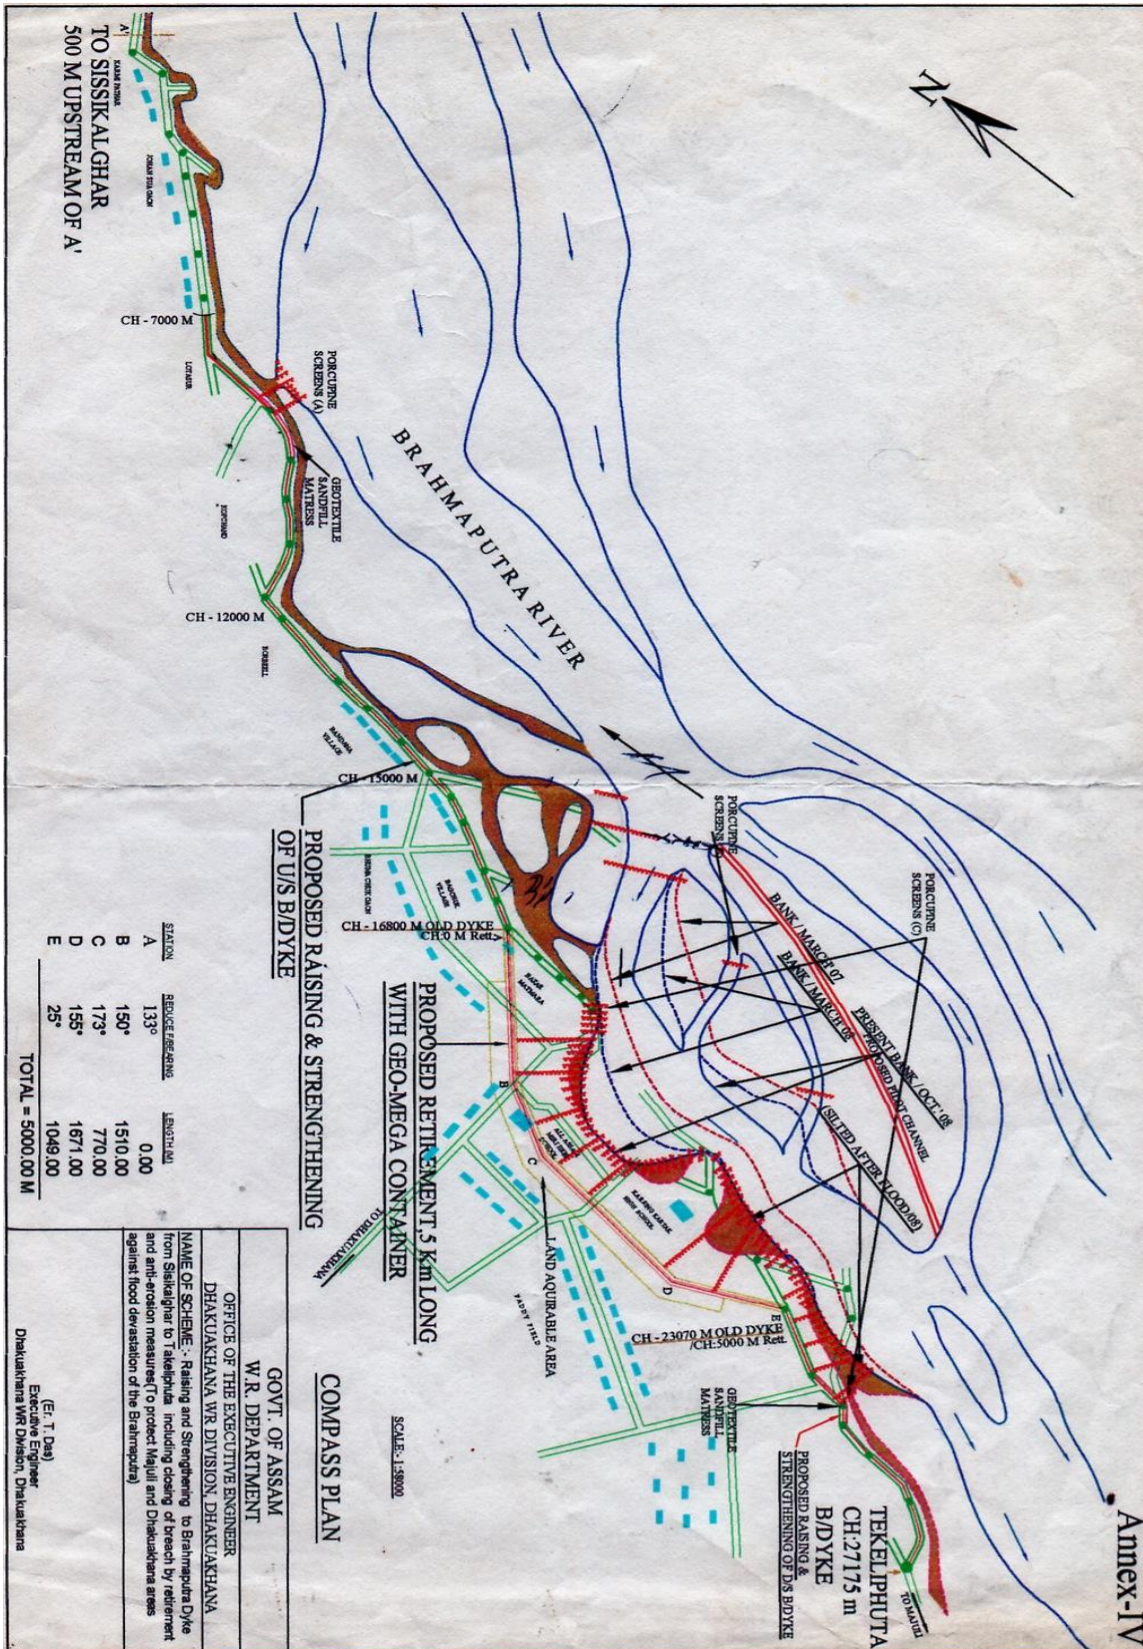 Annex-IV
N
A'
TO SISSIKALGHAR
500 M UPSTREAM OF A'
CH - 7000 M
PORCUPINE
SCREENS (A)
GEOTEXTILE
SANDFILL
MATRESS
BRAHMAPUTRA RIVER
CH - 12000 M
CH - 15000 M
PROPOSED RAISING & STRENGTHENING
OF U/S B/DYKE
CH - 16800 M OLD DYKE
CH:0 M Rett.
PORCUPINE
SCREENS
PORCUPINE
SCREENS (C)
BANK / MARCH' 07
BANK / MARCH' 08
PRESENT BANK / OCT.' 08
PROPOSED PILOT CHANNEL
(SILTED AFTER FLOOD/08)
PROPOSED RETIREMENT,5 Km LONG
WITH GEO-MEGA CONTAINER
B
C
D
E
TO DHAKUAKHANA
LAND AQUIRABLE AREA
PADDY FIELD
CH - 23070 M OLD DYKE
/CH:5000 M Rett.
GEOTEXTILE
SANDFILL
MATRESS
PROPOSED RAISING &
STRENGTHENING OF D/S B/DYKE
TEKELIPHUTA
CH:27175 m
B/DYKE
TO MAJULI
COMPASS PLAN
SCALE:- 1:58000
STATION REDUCE F/BEARING LENGTH (M)
A 133° 0.00
B 150° 1510.00
C 173° 770.00
D 155° 1671.00
E 25° 1049.00
TOTAL = 5000.00 M
GOVT. OF ASSAM
W.R. DEPARTMENT
OFFICE OF THE EXECUTIVE ENGINEER
DHAKUAKHANA WR DIVISION, DHAKUAKHANA
NAME OF SCHEME :- Raising and Strengthening to Brahmaputra Dyke
from Sisikalghar to Takeliphuta including closing of breach by retirement
and anti-erosion measures(To protect Majuli and Dhakuakhana areas
against flood devastation of the Brahmaputra)
(Er. T. Das)
Executive Engineer
Dhakuakhana WR Division, Dhakuakhana